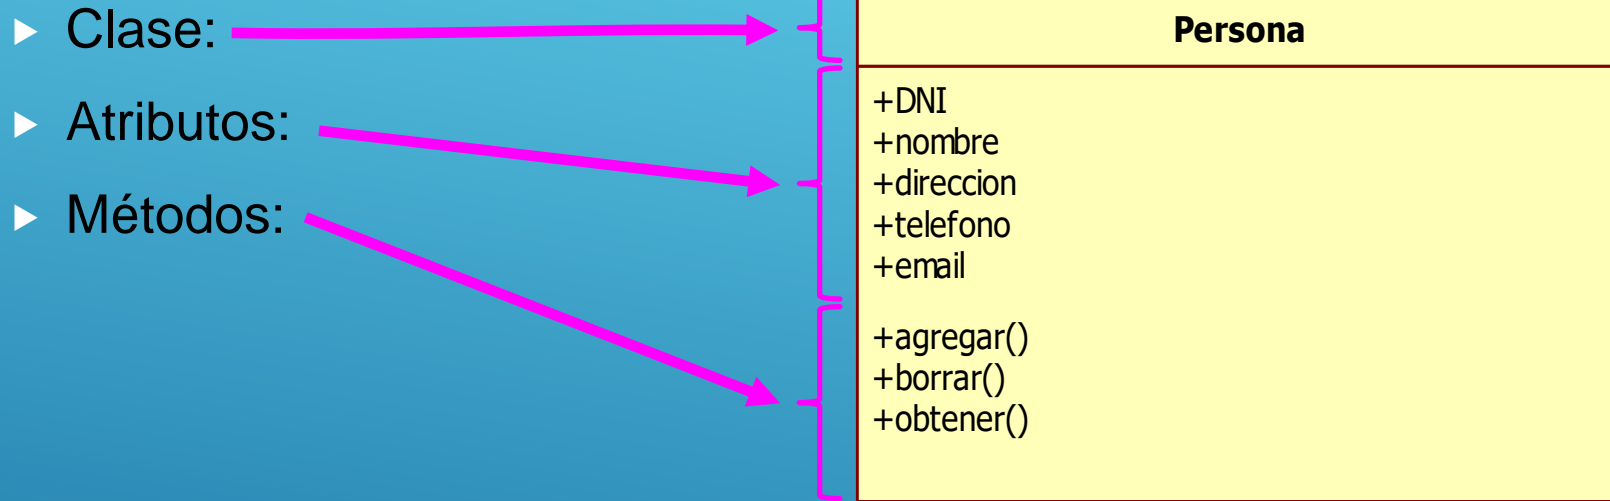 Clase:
Atributos:
Métodos:
Persona
+DNI
+nombre
+direccion
+telefono
+email
+agregar()
+borrar()
+obtener()